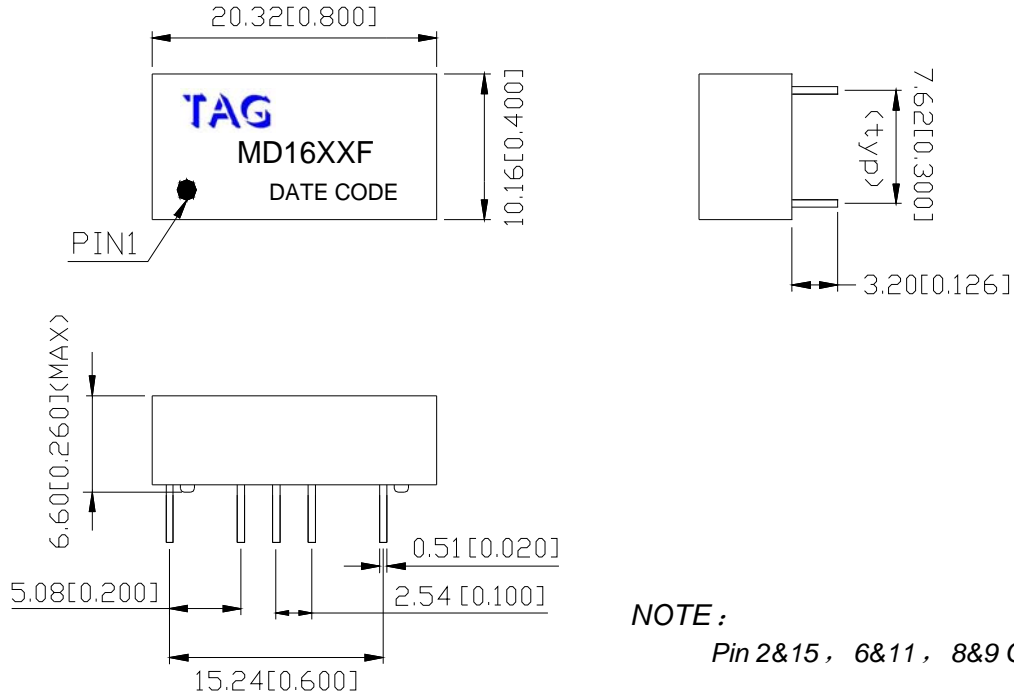 20.32[0.800]
TAG
MD16XXF
DATE CODE
PIN1
10.16[0.400]
7.62[0.300]
(typ)
3.20[0.126]
6.60[0.260](MAX)
5.08[0.200]
0.51[0.020]
2.54 [0.100]
15.24[0.600]
NOTE：
Pin 2&15， 6&11， 8&9